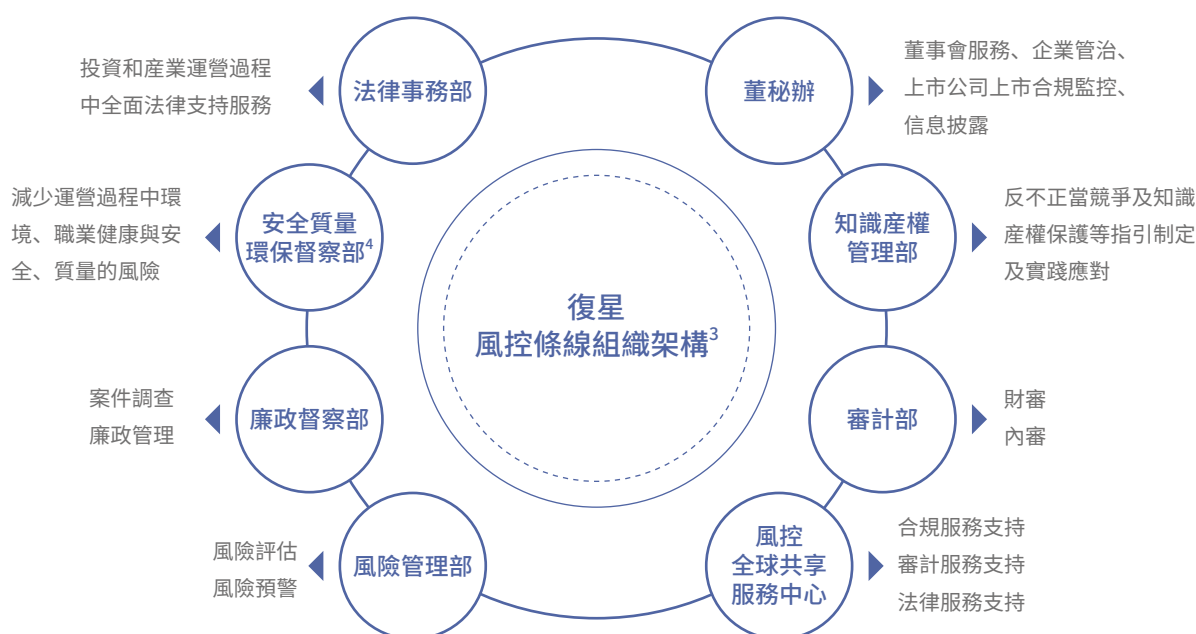 投資和産業運營過程
中全面法律支持服務
法律事務部
董秘辦
董事會服務、企業管治、
上市公司上市合規監控、
信息披露
減少運營過程中環
境、職業健康與安
全、質量的風險
安全質量
環保督察部4
知識産權
管理部
反不正當競爭及知識
産權保護等指引制定
及實踐應對
復星
風控條線組織架構3
案件調查
廉政管理
廉政督察部
審計部
財審
內審
風險評估
風險預警
風險管理部
風控
全球共享
服務中心
合規服務支持
審計服務支持
法律服務支持